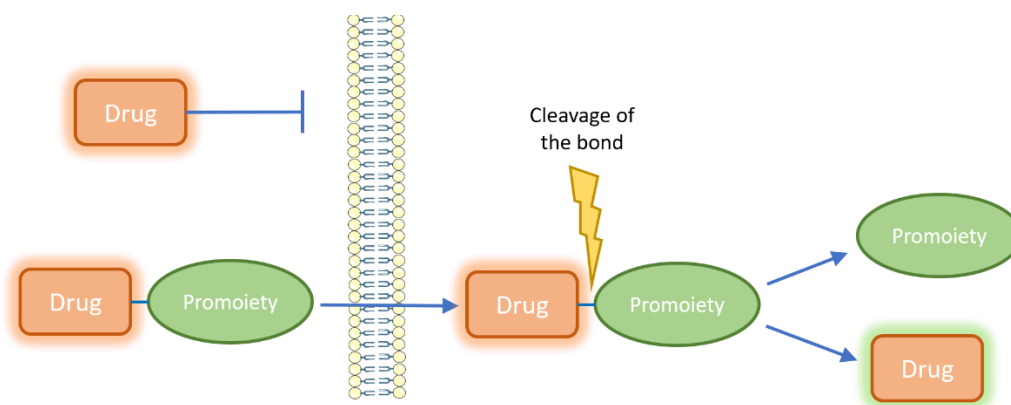 Drug
Cleavage of
the bond
Drug
Promoiety
Drug
Promoiety
Promoiety
Drug